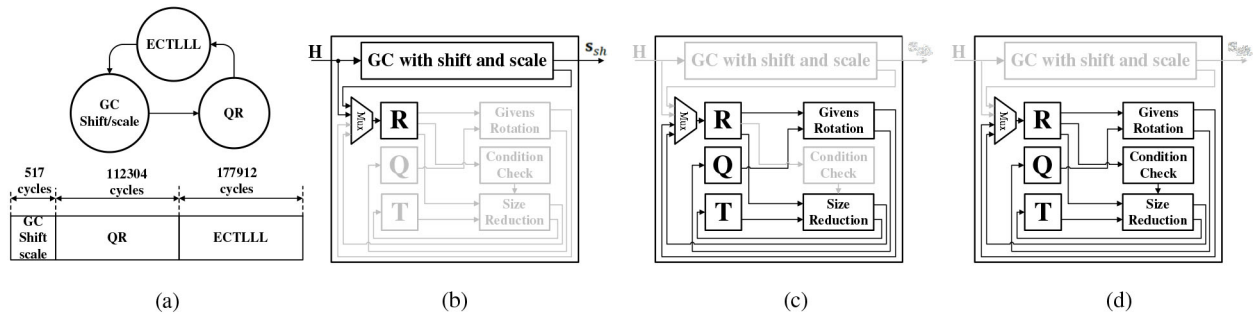 ECTLLL
GC
Shift/scale
QR
517
cycles
112304
cycles
177912
cycles
GC
Shift
scale
QR
ECTLLL
(a)
H
GC with shift and scale
s_sh
Mux
R
Givens
Rotation
Q
Condition
Check
T
Size
Reduction
(b)
H
GC with shift and scale
s_sh
Mux
R
Givens
Rotation
Q
Condition
Check
T
Size
Reduction
(c)
H
GC with shift and scale
s_sh
Mux
R
Givens
Rotation
Q
Condition
Check
T
Size
Reduction
(d)